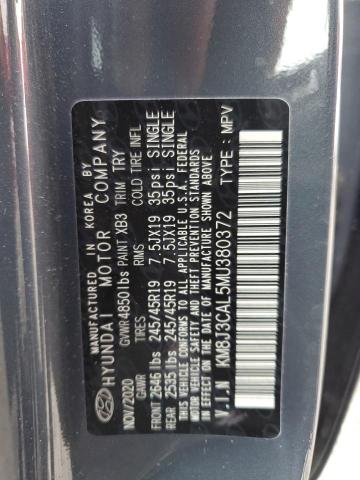 MANUFACTURED IN KOREA BY
HYUNDAI MOTOR COMPANY
NOV/2020 GVWR 4850lbs PAINT XB3 TRIM TRY
GAWR TIRES RIMS COLD TIRE INFL
FRONT 2646 lbs 245/45R19 7.5JX19 35psi SINGLE
REAR 2535 lbs 245/45R19 7.5JX19 35psi SINGLE
THIS VEHICLE CONFORMS TO ALL APPLICABLE U.S.A. FEDERAL
MOTOR VEHICLE SAFETY, BUMPER, AND THEFT PREVENTION STANDARDS
IN EFFECT ON THE DATE OF MANUFACTURE SHOWN ABOVE.
V.I.N : KM8J3CAL5MU380372 TYPE : MPV